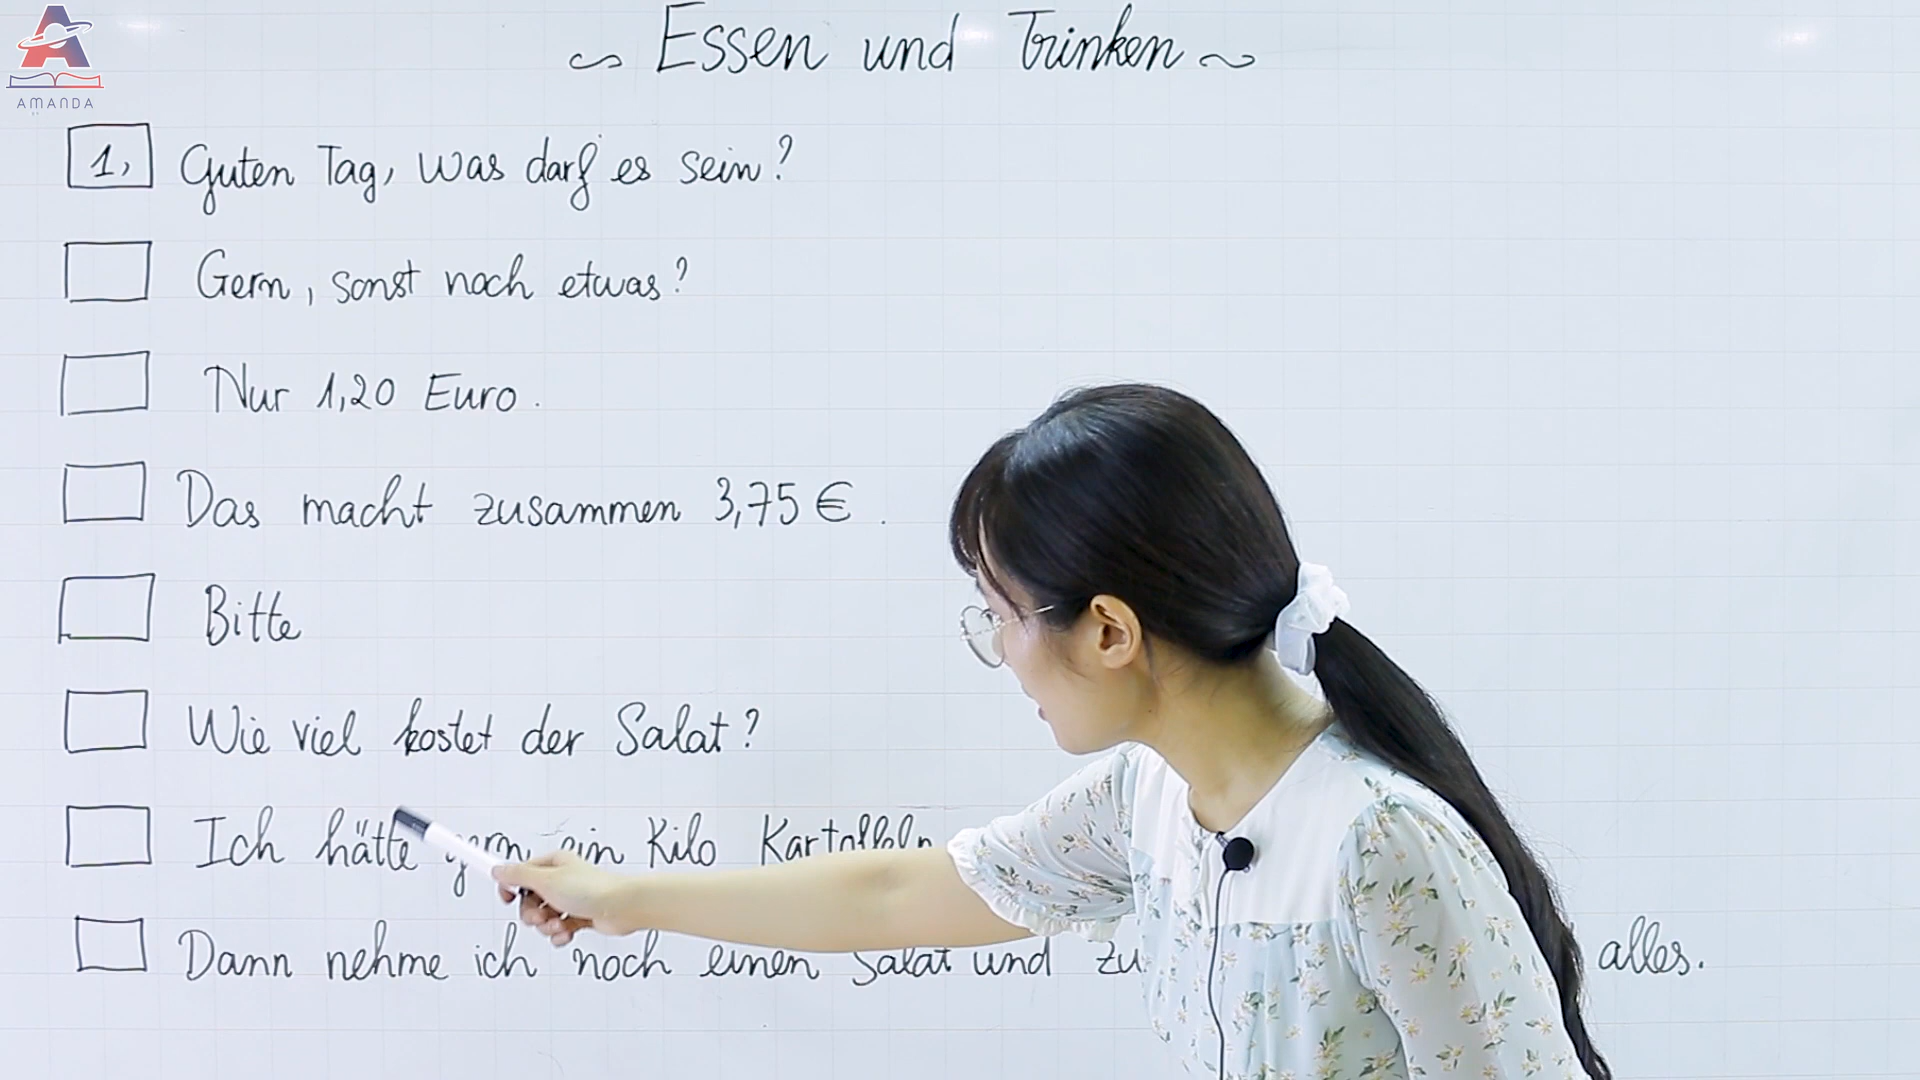 AMANDA
~ Essen und Trinken ~
1, Guten Tag, was darf es sein?
Gern, sonst noch etwas?
Nur 1,20 Euro.
Das macht zusammen 3,75 €.
Bitte
Wie viel kostet der Salat?
Ich hätte gern ein Kilo Kartoffeln
Dann nehme ich noch einen Salat und alles.